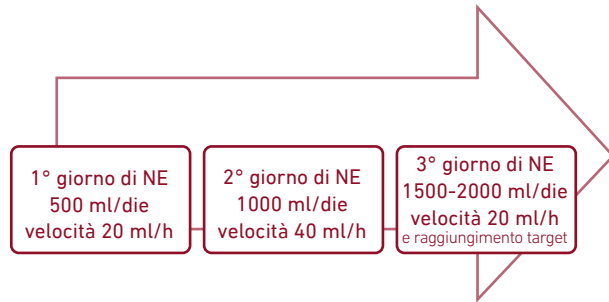 1° giorno di NE
500 ml/die
velocità 20 ml/h
2° giorno di NE
1000 ml/die
velocità 40 ml/h
3° giorno di NE
1500-2000 ml/die
velocità 20 ml/h
e raggiungimento target